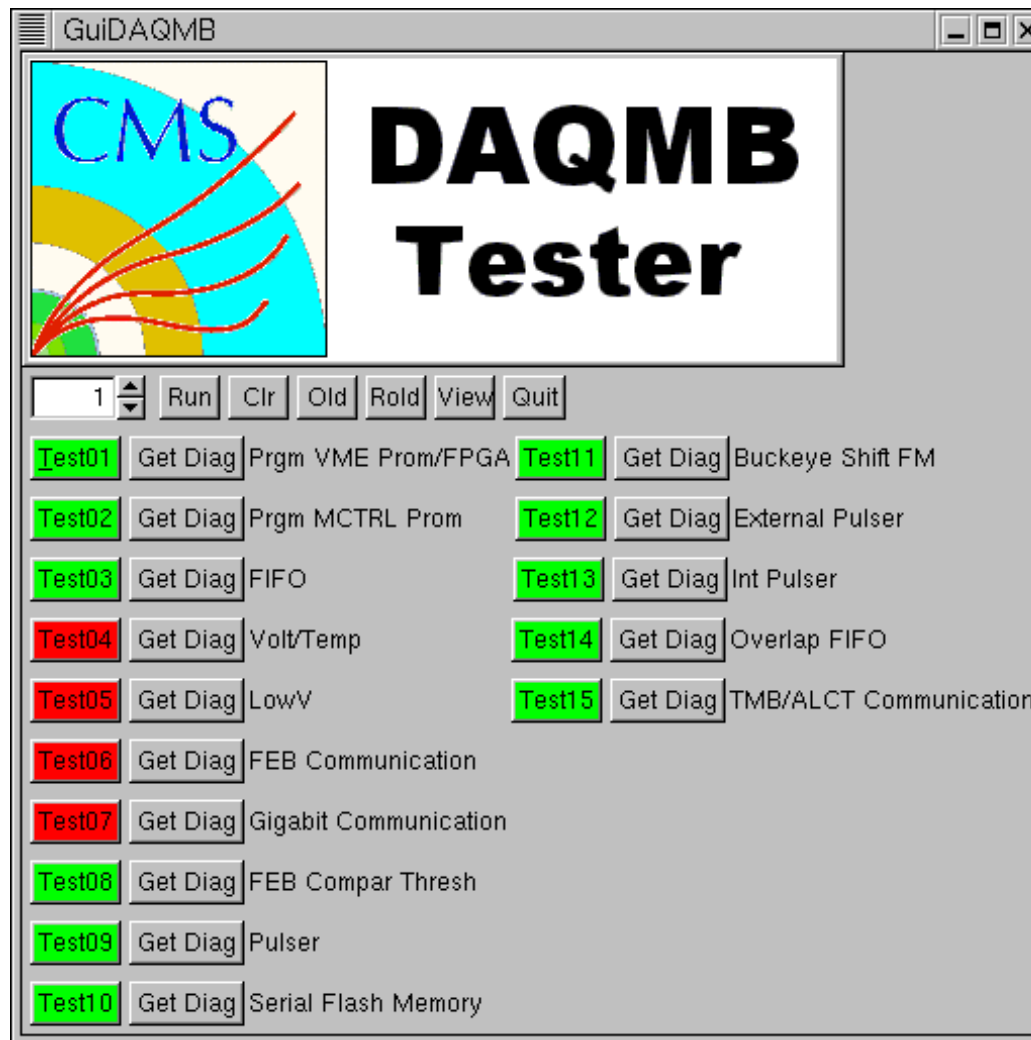 GuiDAQMB
CMS
DAQMB
Tester
1 Run Clr Old Rold View Quit
Test01 Get Diag Prgm VME Prom/FPGA Test11 Get Diag Buckeye Shift FM
Test02 Get Diag Prgm MCTRL Prom Test12 Get Diag External Pulser
Test03 Get Diag FIFO Test13 Get Diag Int Pulser
Test04 Get Diag Volt/Temp Test14 Get Diag Overlap FIFO
Test05 Get Diag LowV Test15 Get Diag TMB/ALCT Communication
Test06 Get Diag FEB Communication
Test07 Get Diag Gigabit Communication
Test08 Get Diag FEB Compar Thresh
Test09 Get Diag Pulser
Test10 Get Diag Serial Flash Memory